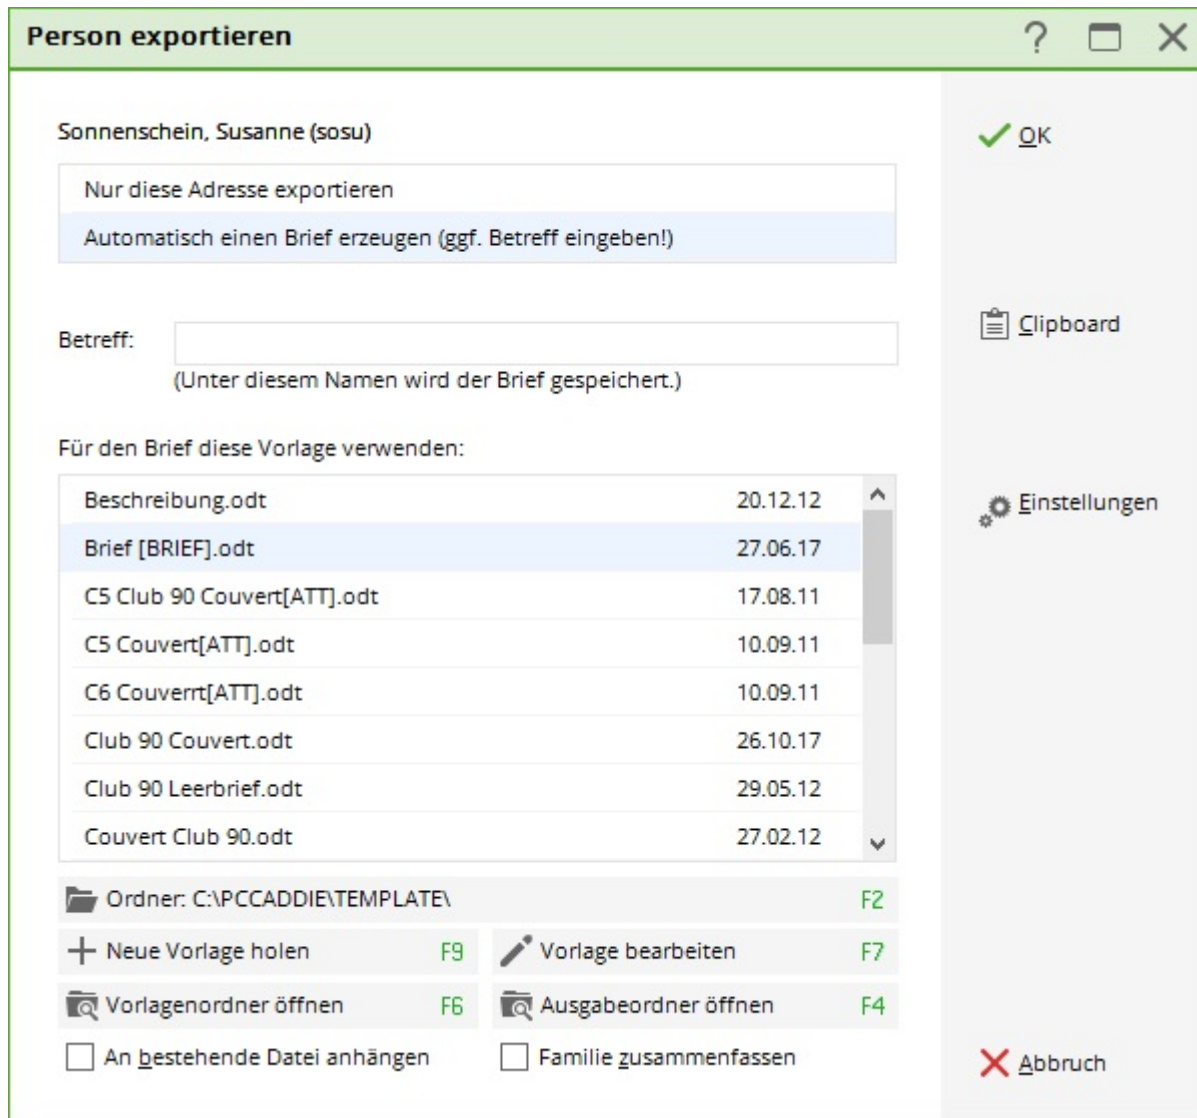 Person exportieren
Sonnenschein, Susanne (sosu)
OK
Nur diese Adresse exportieren
Automatisch einen Brief erzeugen (ggf. Betreff eingeben!)
Clipboard
Betreff:
(Unter diesem Namen wird der Brief gespeichert.)
Für den Brief diese Vorlage verwenden:
Einstellungen
Beschreibung.odt 20.12.12
Brief [BRIEF].odt 27.06.17
C5 Club 90 Couvert[ATT].odt 17.08.11
C5 Couvert[ATT].odt 10.09.11
C6 Couverrt[ATT].odt 10.09.11
Club 90 Couvert.odt 26.10.17
Club 90 Leerbrief.odt 29.05.12
Couvert Club 90.odt 27.02.12
Ordner: C:\PCCADDIE\TEMPLATE\ F2
Neue Vorlage holen F9 Vorlage bearbeiten F7
Vorlagenordner öffnen F6 Ausgabeordner öffnen F4
An bestehende Datei anhängen Familie zusammenfassen
Abbruch